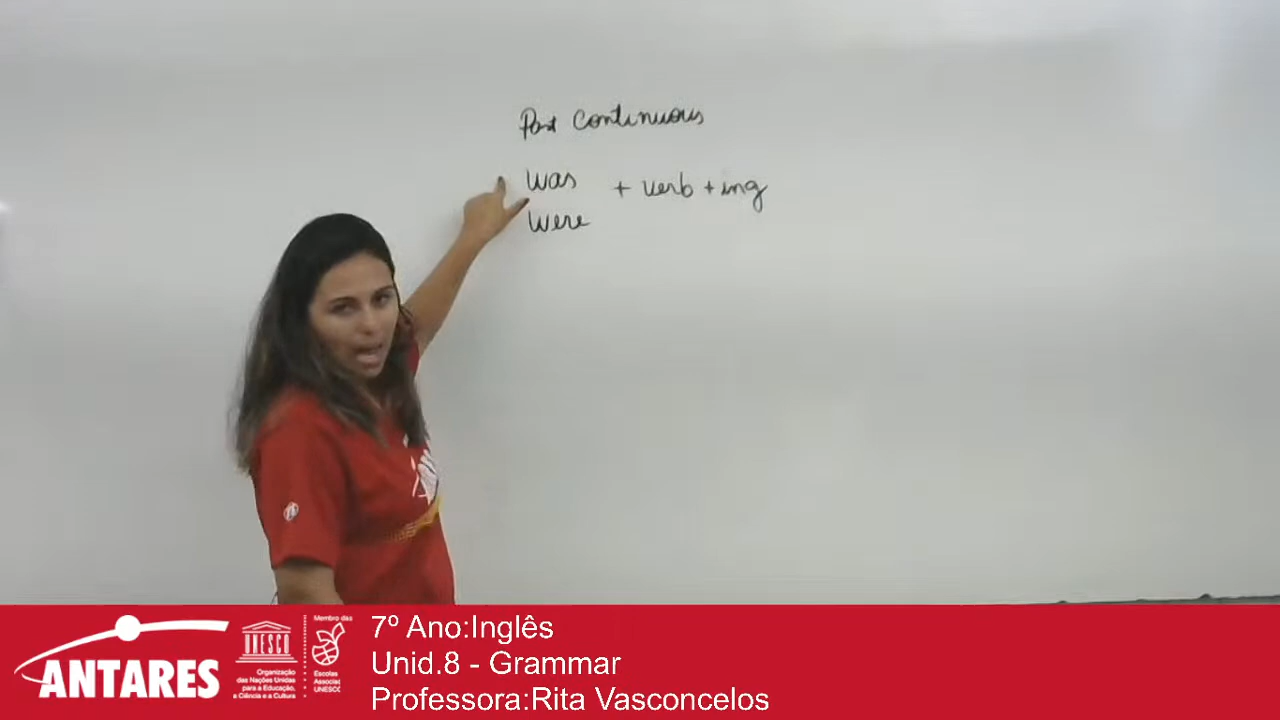 Past Continuous
was + verb + ing
were
7º Ano:Inglês
Unid.8 - Grammar
Professora:Rita Vasconcelos
ANTARES
UNESCO
Organização
das Nações Unidas
para a Educação,
a Ciência e a Cultura
Membro das
Escolas
UNESCO